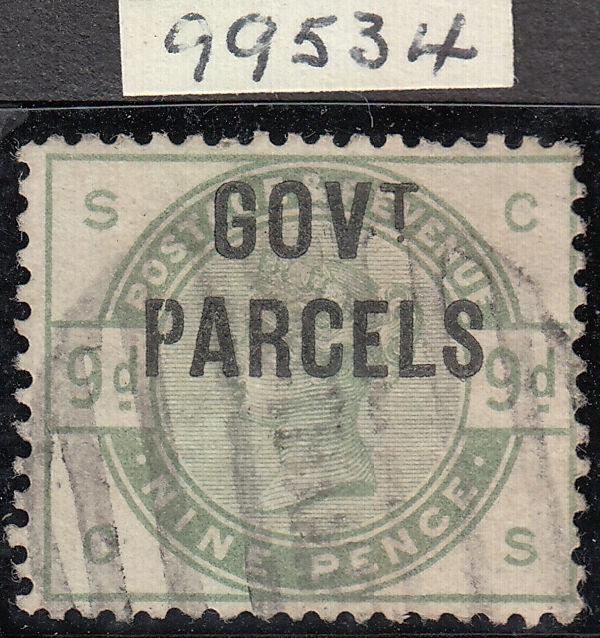 99534
S C
POSTAGE & REVENUE
GOVT
PARCELS
9d 9d
C S
· NINE PENCE ·